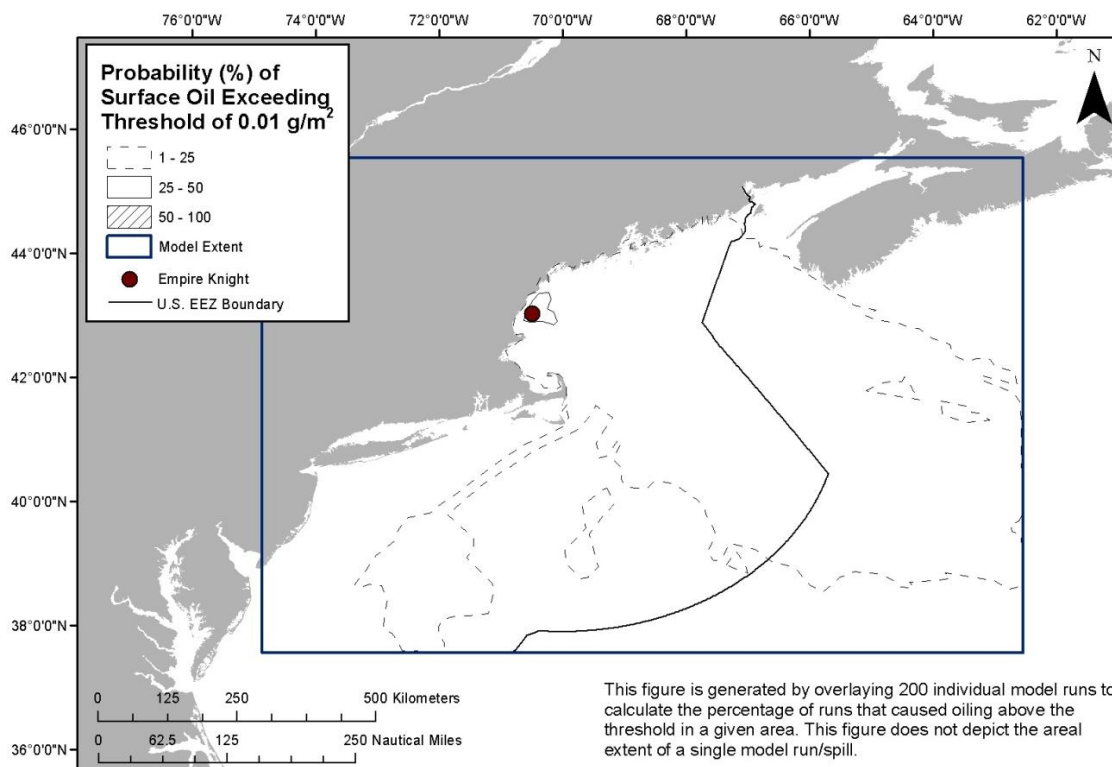 76°0'0"W 74°0'0"W 72°0'0"W 70°0'0"W 68°0'0"W 66°0'0"W 64°0'0"W 62°0'0"W
Probability (%) of
Surface Oil Exceeding
Threshold of 0.01 g/m²
1 - 25
25 - 50
50 - 100
Model Extent
Empire Knight
U.S. EEZ Boundary
N
46°0'0"N
44°0'0"N
42°0'0"N
40°0'0"N
38°0'0"N
36°0'0"N
0 125 250 500 Kilometers
0 62.5 125 250 Nautical Miles
This figure is generated by overlaying 200 individual model runs to
calculate the percentage of runs that caused oiling above the
threshold in a given area. This figure does not depict the areal
extent of a single model run/spill.